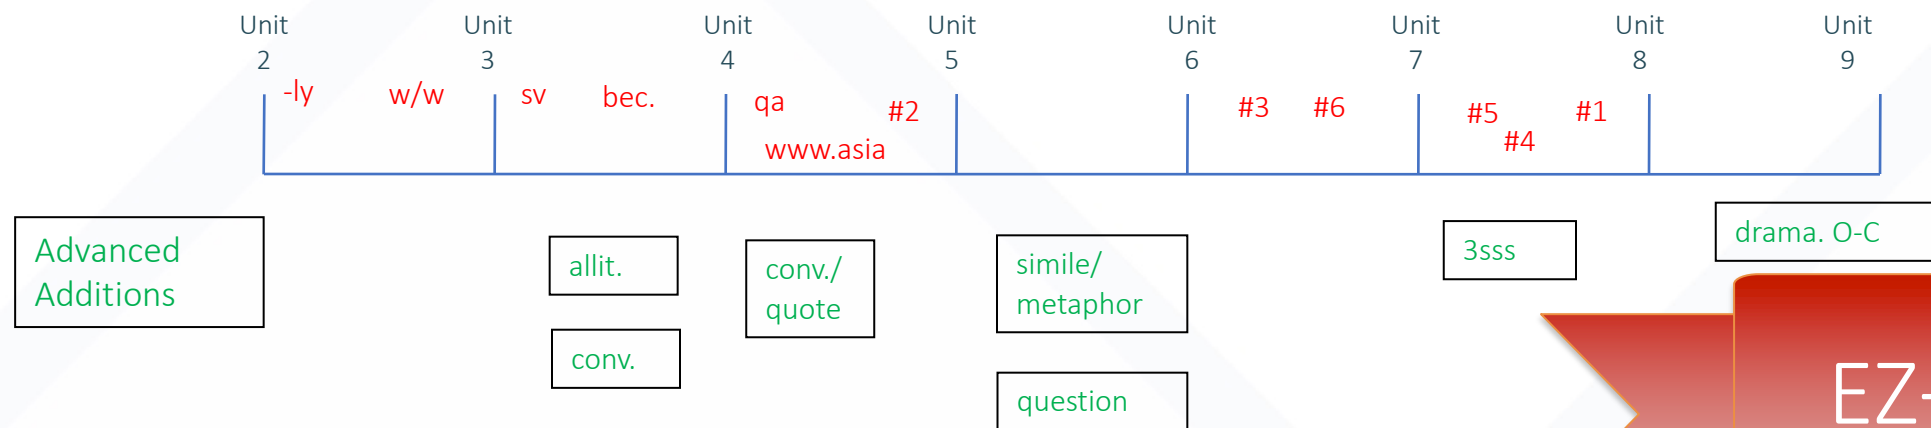 Unit Unit Unit Unit Unit Unit Unit Unit
2 3 4 5 6 7 8 9
-ly w/w sv bec. qa #2 #3 #6 #5 #1
www.asia #4
Advanced
Additions
allit.
conv.
conv./
quote
simile/
metaphor
question
3sss
drama. O-C
EZ-